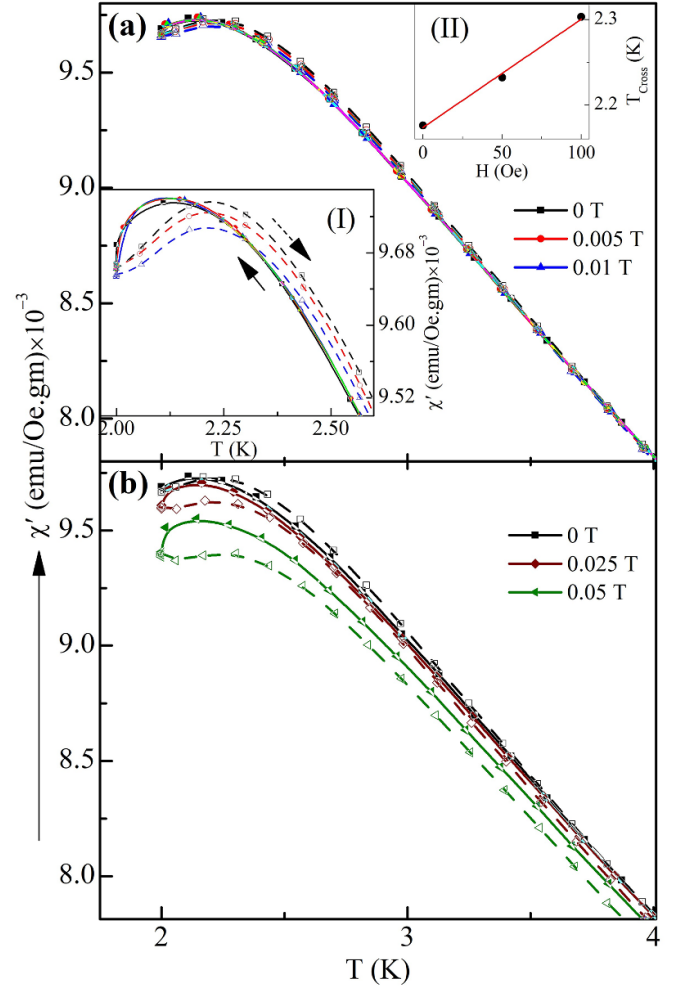 (a)
9.75
9.00
8.5
8.0
(II)
2.3
2.2
T_Cross (K)
0 50 100
H (Oe)
0 T
0.005 T
0.01 T
(I)
9.68
9.60
9.52
χ′ (emu/Oe.gm)×10⁻³
2.00 2.25 2.50
T (K)
χ′ (emu/Oe.gm)×10⁻³
(b)
9.5
9.0
8.5
8.0
0 T
0.025 T
0.05 T
2 3 4
T (K)